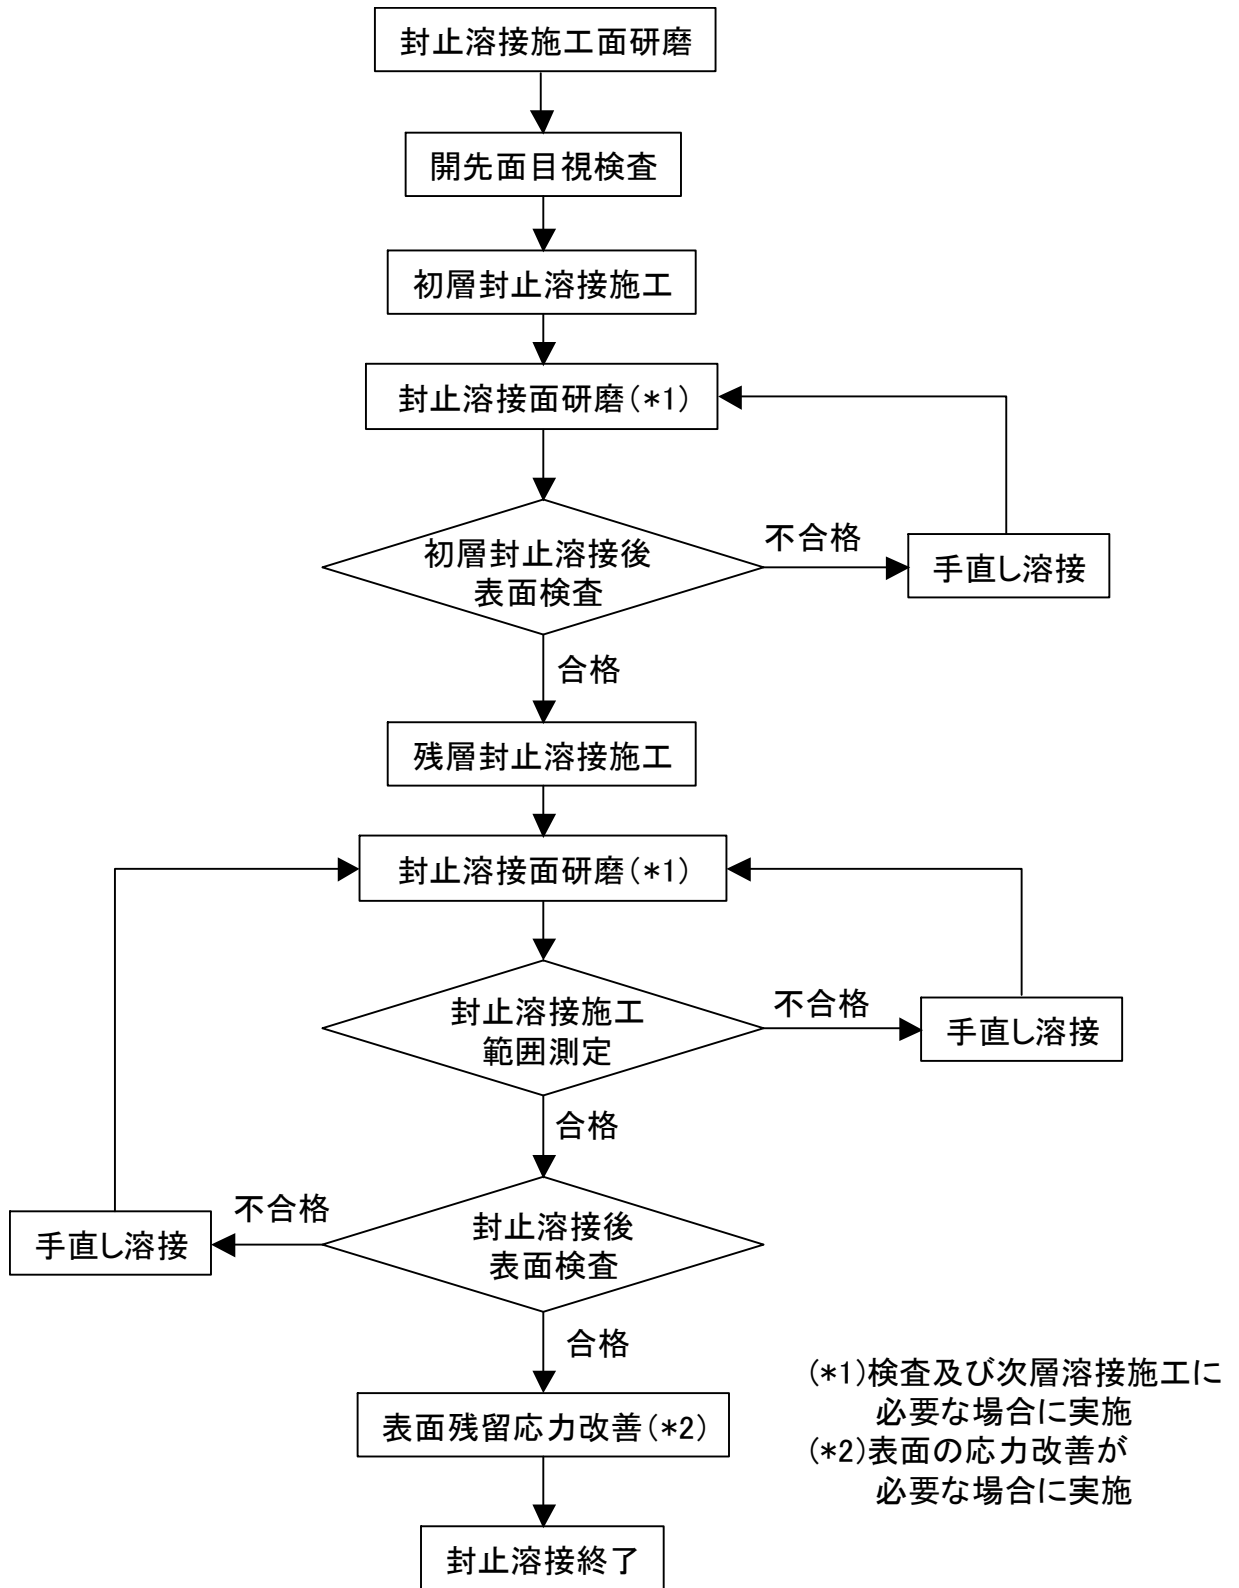 封止溶接施工面研磨
開先面目視検査
初層封止溶接施工
封止溶接面研磨(*1)
初層封止溶接後
表面検査
不合格
手直し溶接
合格
残層封止溶接施工
封止溶接面研磨(*1)
封止溶接施工
範囲測定
不合格
手直し溶接
合格
封止溶接後
表面検査
不合格
手直し溶接
合格
表面残留応力改善(*2)
封止溶接終了
(*1)検査及び次層溶接施工に
必要な場合に実施
(*2)表面の応力改善が
必要な場合に実施